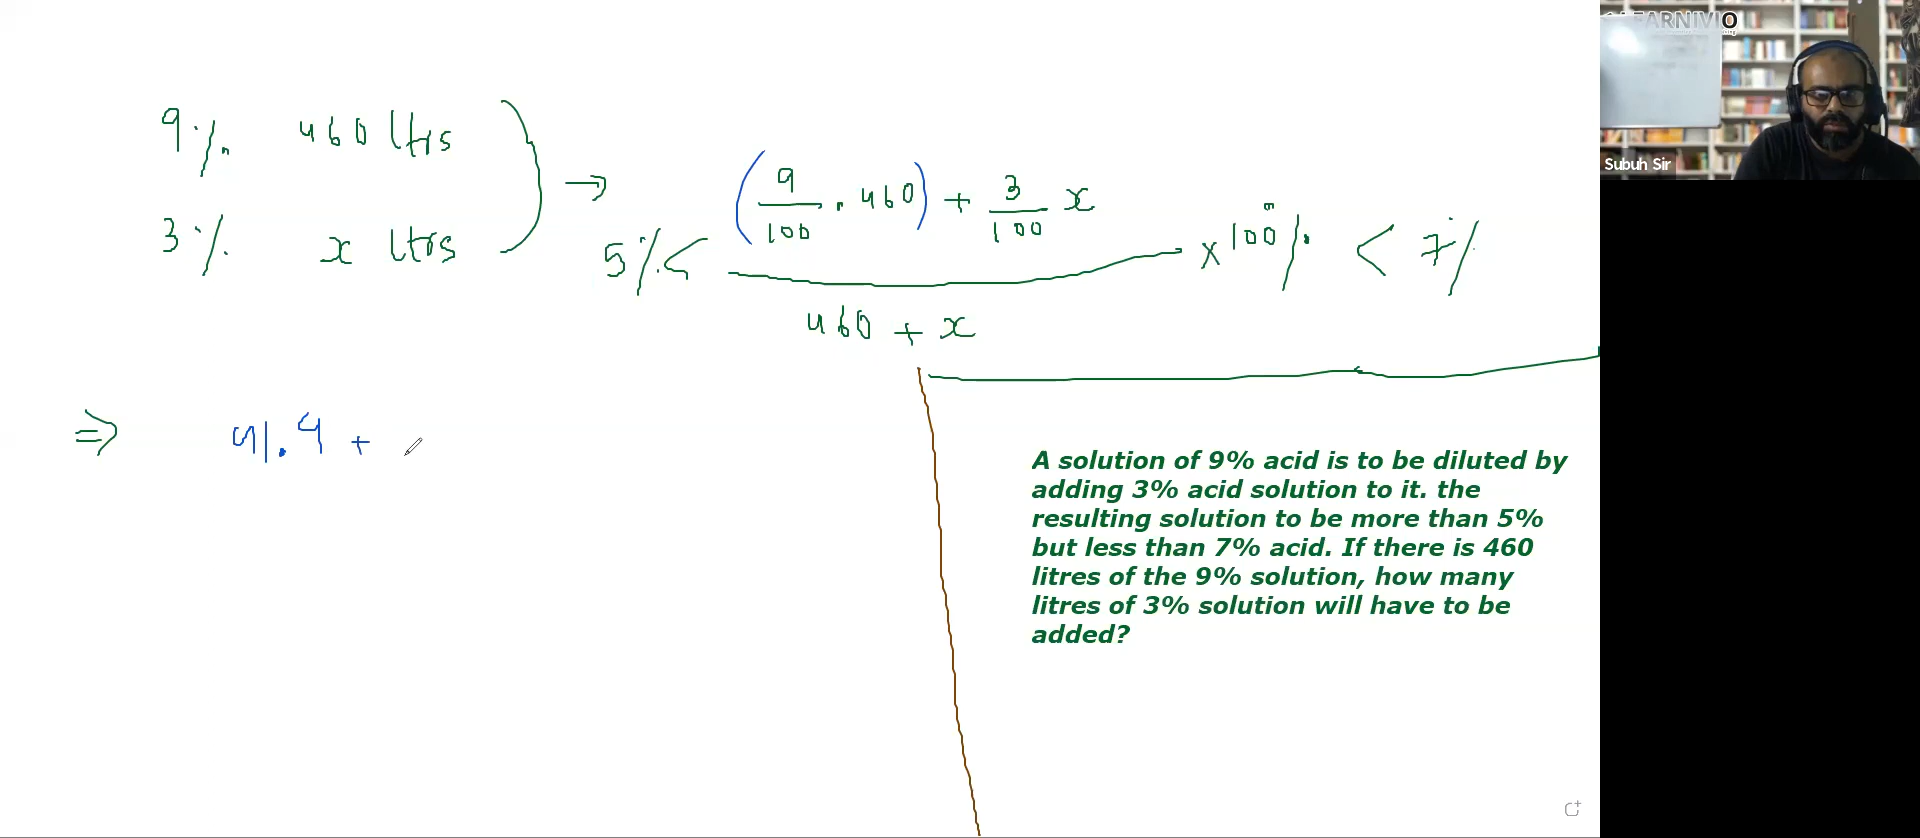 9% 460 ltrs
3% x ltrs
→
5% < ((9/100 . 460) + 3/100 x) / (460 + x) x 100% < 7%
⇒ 41.4 +
A solution of 9% acid is to be diluted by
adding 3% acid solution to it. the
resulting solution to be more than 5%
but less than 7% acid. If there is 460
litres of the 9% solution, how many
litres of 3% solution will have to be
added?
Subuh Sir